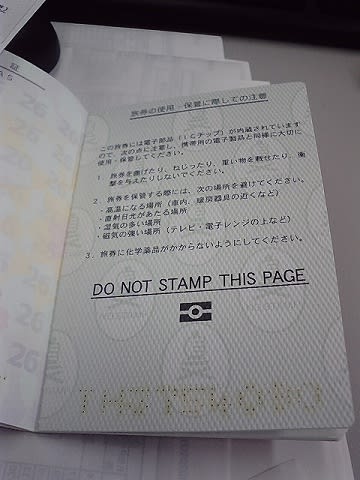 旅券の使用・保管に際しての注意
この旅券には電子部品(ICチップ)が内蔵されています
ので、次の点に注意し、携帯用の電子製品と同様に大切に
使用・保管してください。
1. 旅券を曲げたり、ねじったり、重い物を載せたり、衝
撃を与えたりしないでください。
2. 旅券を保管する際には、次の場所を避けてください。
・高温になる場所(車内、暖房器具の近くなど)
・直射日光があたる場所
・湿気の多い場所
・磁気の強い場所(テレビ・電子レンジの上など)
3. 旅券に化学薬品がかからないようにしてください。
DO NOT STAMP THIS PAGE